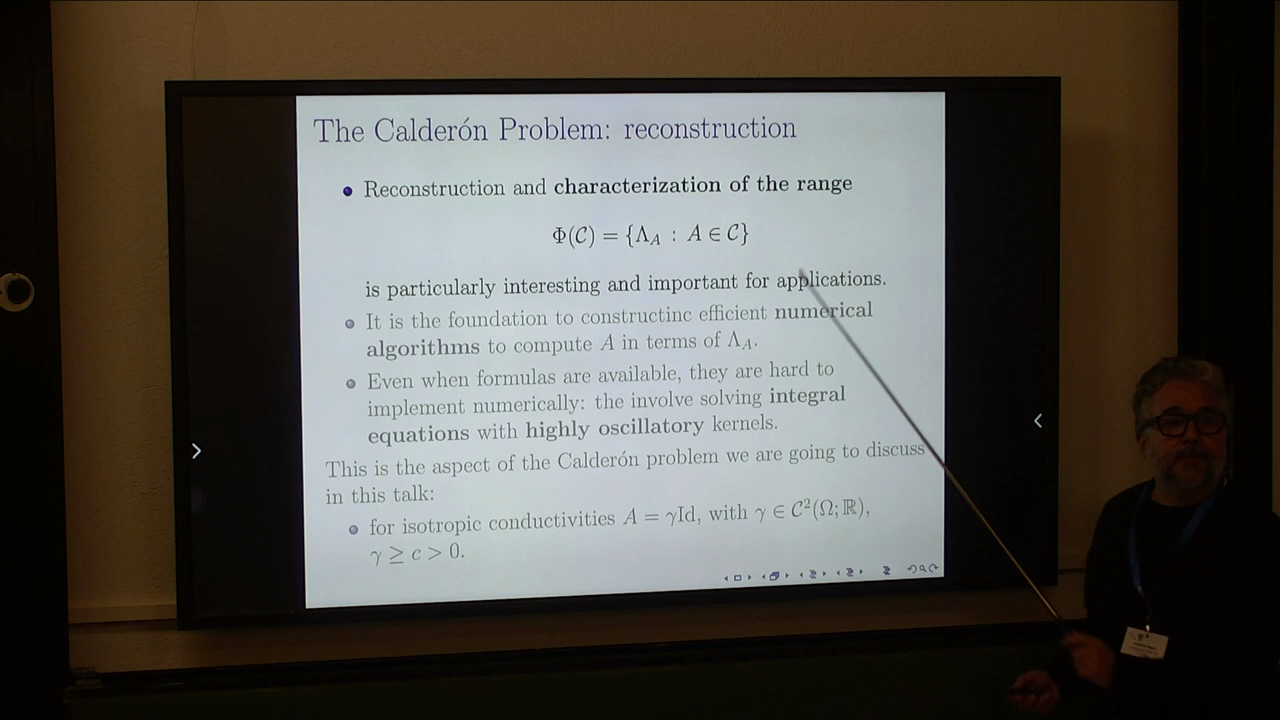 The Calderón Problem: reconstruction
Reconstruction and characterization of the range
Φ(𝒞) = {Λ_A : A ∈ 𝒞}
is particularly interesting and important for applications.
It is the foundation to constructinc efficient numerical
algorithms to compute A in terms of Λ_A.
Even when formulas are available, they are hard to
implement numerically: the involve solving integral
equations with highly oscillatory kernels.
This is the aspect of the Calderón problem we are going to discuss
in this talk:
for isotropic conductivities A = γId, with γ ∈ 𝒞²(Ω;ℝ),
γ ≥ c > 0.